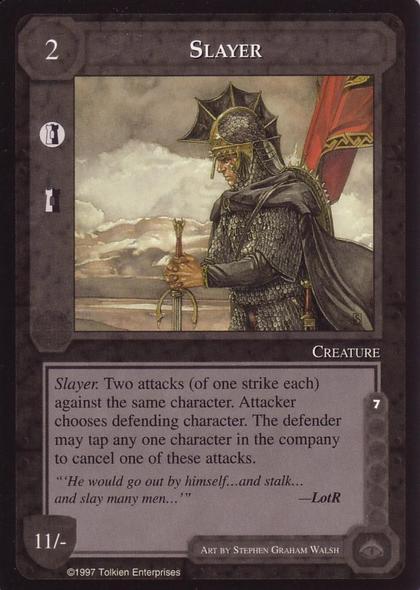 2
SLAYER
CREATURE
Slayer. Two attacks (of one strike each)
against the same character. Attacker
chooses defending character. The defender
may tap any one character in the company
to cancel one of these attacks.
7
“‘He would go out by himself…and stalk…
and slay many men…’” —LotR
11/-
ART BY STEPHEN GRAHAM WALSH
©1997 Tolkien Enterprises